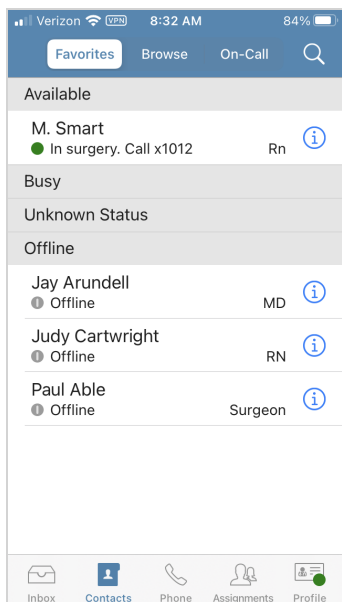 Verizon VPN 8:32 AM 84%
Favorites Browse On-Call
Available
M. Smart
In surgery. Call x1012 Rn
Busy
Unknown Status
Offline
Jay Arundell
Offline MD
Judy Cartwright
Offline RN
Paul Able
Offline Surgeon
Inbox Contacts Phone Assignments Profile